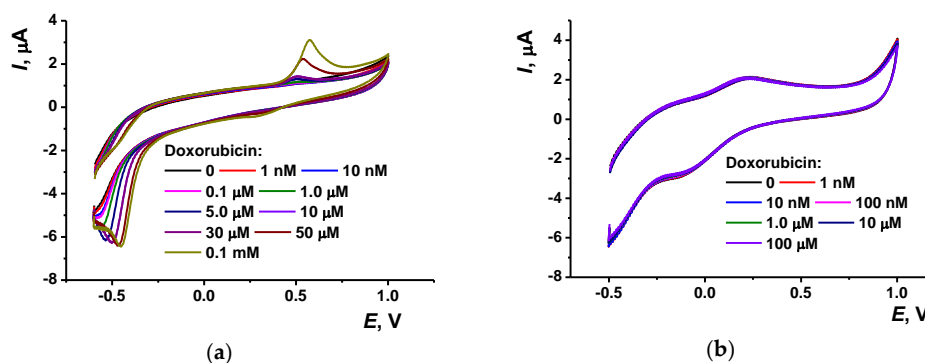 I, μA
4
2
0
−2
−4
−6
−8
Doxorubicin:
0 1 nM 10 nM
0.1 μM 1.0 μM
5.0 μM 10 μM
30 μM 50 μM
0.1 mM
-0.5 0.0 0.5 1.0
E, V
(a)
I, μA
4
2
0
−2
−4
−6
−8
Doxorubicin:
0 1 nM
10 nM 100 nM
1.0 μM 10 μM
100 μM
-0.5 0.0 0.5 1.0
E, V
(b)